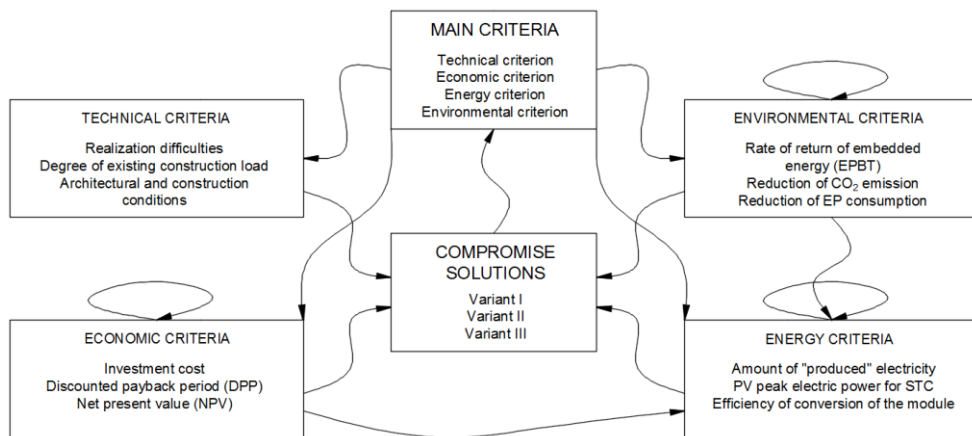 MAIN CRITERIA
Technical criterion
Economic criterion
Energy criterion
Environmental criterion
TECHNICAL CRITERIA
Realization difficulties
Degree of existing construction load
Architectural and construction
conditions
ENVIRONMENTAL CRITERIA
Rate of return of embedded
energy (EPBT)
Reduction of CO₂ emission
Reduction of EP consumption
COMPROMISE
SOLUTIONS
Variant I
Variant II
Variant III
ECONOMIC CRITERIA
Investment cost
Discounted payback period (DPP)
Net present value (NPV)
ENERGY CRITERIA
Amount of "produced" electricity
PV peak electric power for STC
Efficiency of conversion of the module